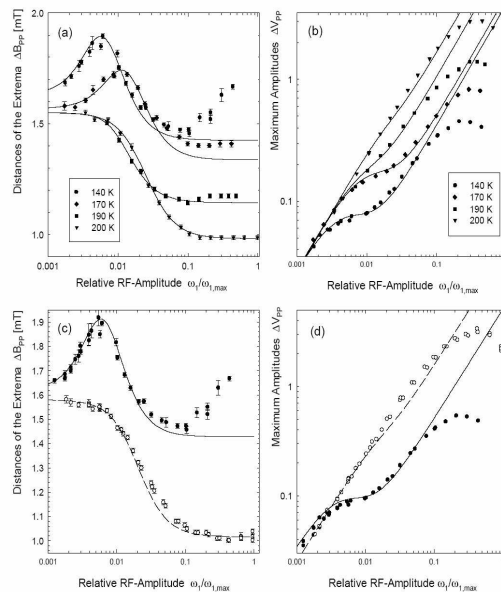 (a)
Distances of the Extrema ΔB_PP [mT]
2.0
1.5
1.0
140 K
170 K
190 K
200 K
0.001 0.01 0.1 1
Relative RF-Amplitude ω₁/ω₁,max
(b)
Maximum Amplitudes ΔV_PP
1
0.1
140 K
170 K
190 K
200 K
0.001 0.01 0.1
Relative RF-Amplitude ω₁/ω₁,max
(c)
Distances of the Extrema ΔB_PP [mT]
1.9
1.8
1.7
1.6
1.5
1.4
1.3
1.2
1.1
1.0
0.001 0.01 0.1 1
Relative RF-Amplitude ω₁/ω₁,max
(d)
Maximum Amplitudes ΔV_PP
1
0.1
0.001 0.01 0.1 1
Relative RF-Amplitude ω₁/ω₁,max